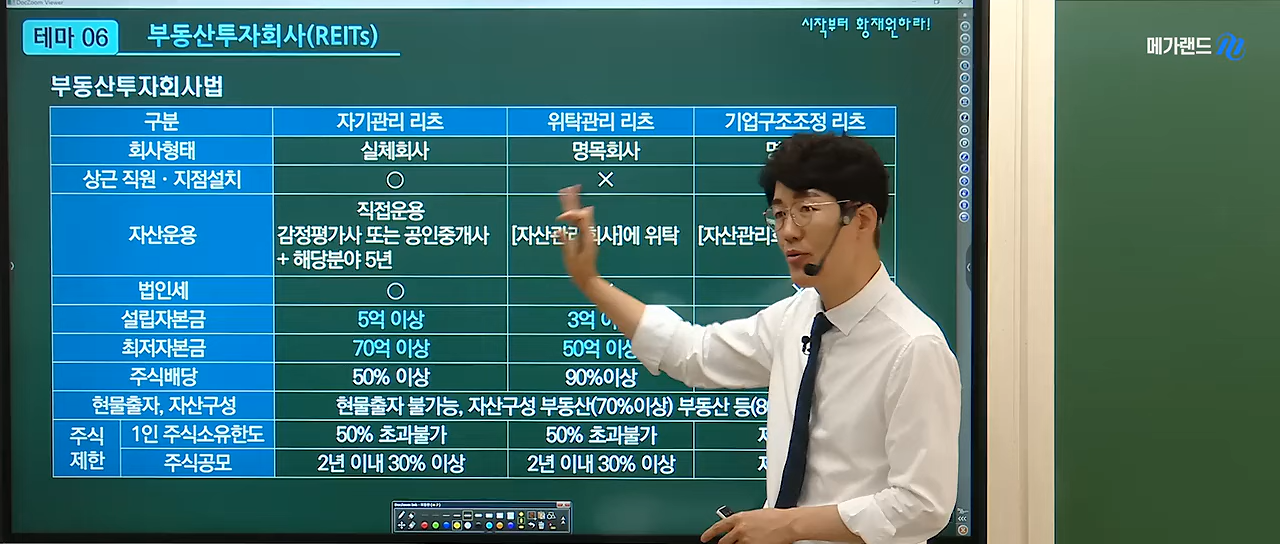 DocZoom Viewer
테마 06
부동산투자회사(REITs)
시작부터 황재원하라!
메가랜드
부동산투자회사법
구분 자기관리 리츠 위탁관리 리츠 기업구조조정 리츠
회사형태 실체회사 명목회사
상근 직원 · 지점설치 ○ ×
자산운용 직접운용
감정평가사 또는 공인중개사
+ 해당분야 5년
[자산관리회사]에 위탁 [자산관리
법인세 ○
설립자본금 5억 이상 3억
최저자본금 70억 이상 50억 이상
주식배당 50% 이상 90%이상
현물출자, 자산구성 현물출자 불가능, 자산구성 부동산(70%이상) 부동산 등(8
주식
제한
1인 주식소유한도 50% 초과불가 50% 초과불가
주식공모 2년 이내 30% 이상 2년 이내 30% 이상